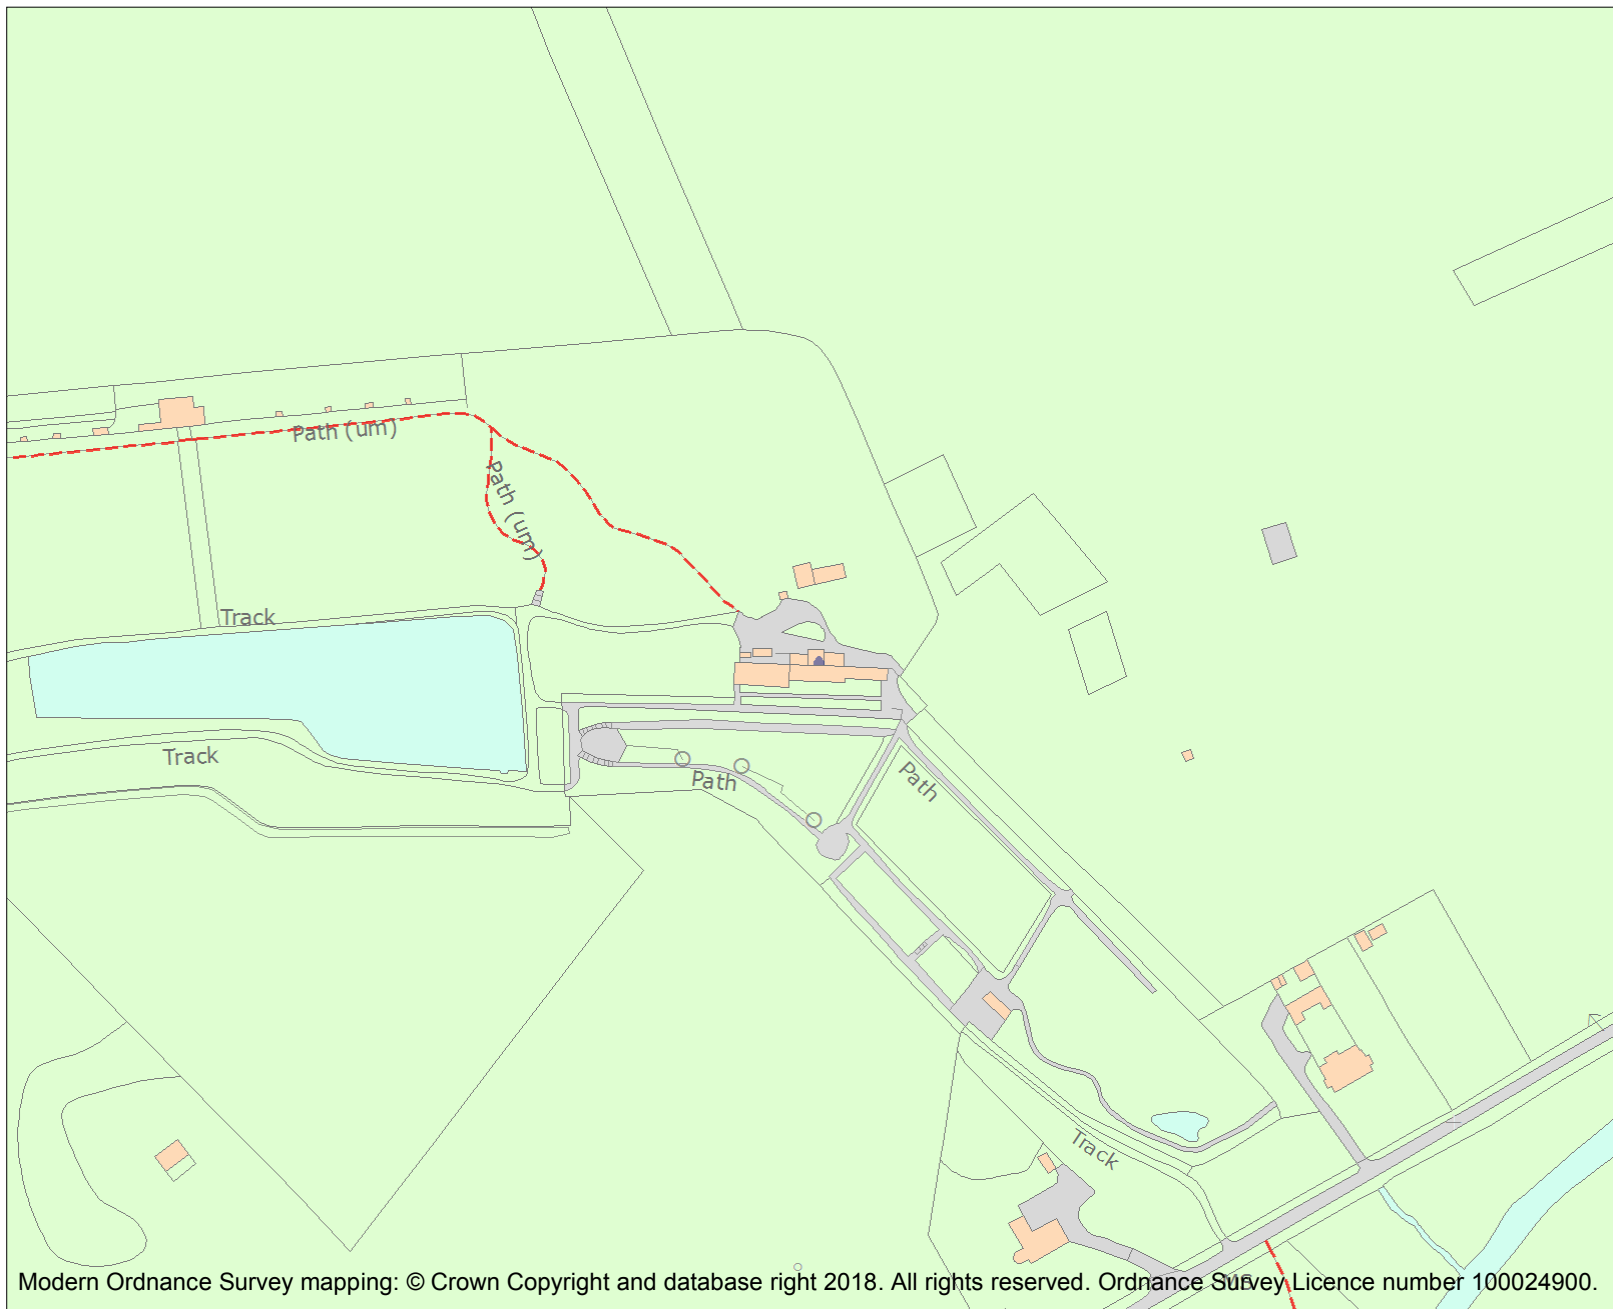 Path (um)
Path (um)
Track
Track
Path
Path
Track
Modern Ordnance Survey mapping: © Crown Copyright and database right 2018. All rights reserved. Ordnance Survey Licence number 100024900.